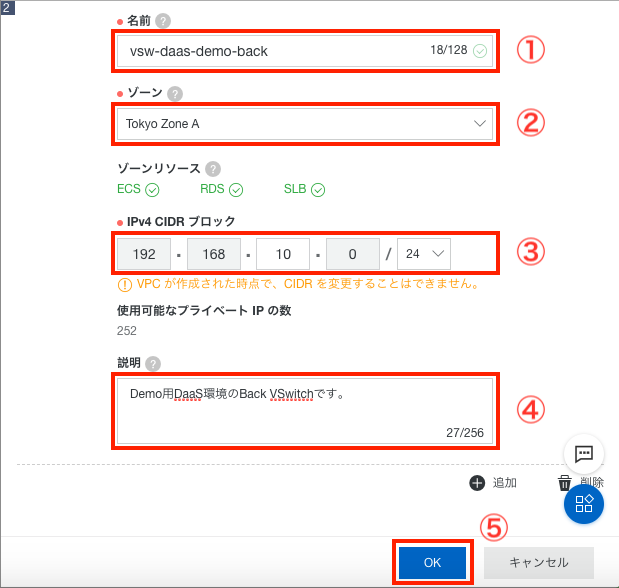 2
名前 ?
vsw-daas-demo-back 18/128 ①
ゾーン ?
Tokyo Zone A ②
ゾーンリソース ?
ECS RDS SLB
IPv4 CIDR ブロック
192 . 168 . 10 . 0 / 24 ③
VPC が作成された時点で、CIDR を変更することはできません。
使用可能なプライベート IP の数
252
説明 ?
Demo用DaaS環境のBack VSwitchです。
27/256 ④
追加 削除
⑤
OK キャンセル